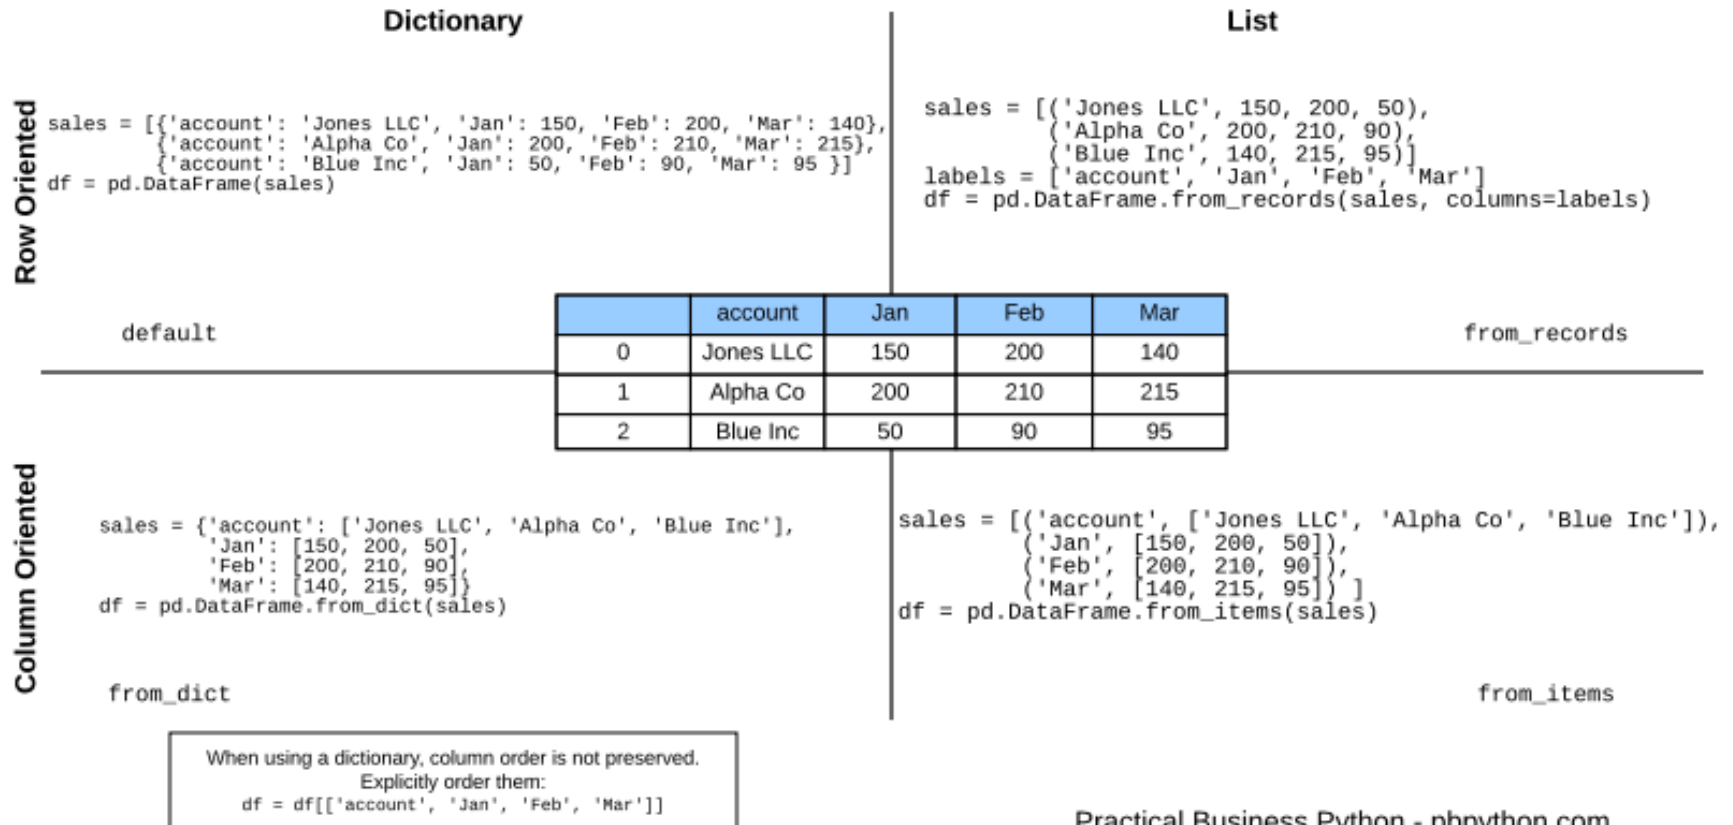 Dictionary
List
Row Oriented
sales = [{'account': 'Jones LLC', 'Jan': 150, 'Feb': 200, 'Mar': 140},
{'account': 'Alpha Co', 'Jan': 200, 'Feb': 210, 'Mar': 215},
{'account': 'Blue Inc', 'Jan': 50, 'Feb': 90, 'Mar': 95 }]
df = pd.DataFrame(sales)
default
sales = [('Jones LLC', 150, 200, 50),
('Alpha Co', 200, 210, 90),
('Blue Inc', 140, 215, 95)]
labels = ['account', 'Jan', 'Feb', 'Mar']
df = pd.DataFrame.from_records(sales, columns=labels)
from_records
account Jan Feb Mar
0 Jones LLC 150 200 140
1 Alpha Co 200 210 215
2 Blue Inc 50 90 95
Column Oriented
sales = {'account': ['Jones LLC', 'Alpha Co', 'Blue Inc'],
'Jan': [150, 200, 50],
'Feb': [200, 210, 90],
'Mar': [140, 215, 95]}
df = pd.DataFrame.from_dict(sales)
from_dict
sales = [('account', ['Jones LLC', 'Alpha Co', 'Blue Inc']),
('Jan', [150, 200, 50]),
('Feb', [200, 210, 90]),
('Mar', [140, 215, 95]) ]
df = pd.DataFrame.from_items(sales)
from_items
When using a dictionary, column order is not preserved.
Explicitly order them:
df = df[['account', 'Jan', 'Feb', 'Mar']]
Practical Business Python - pbpython.com